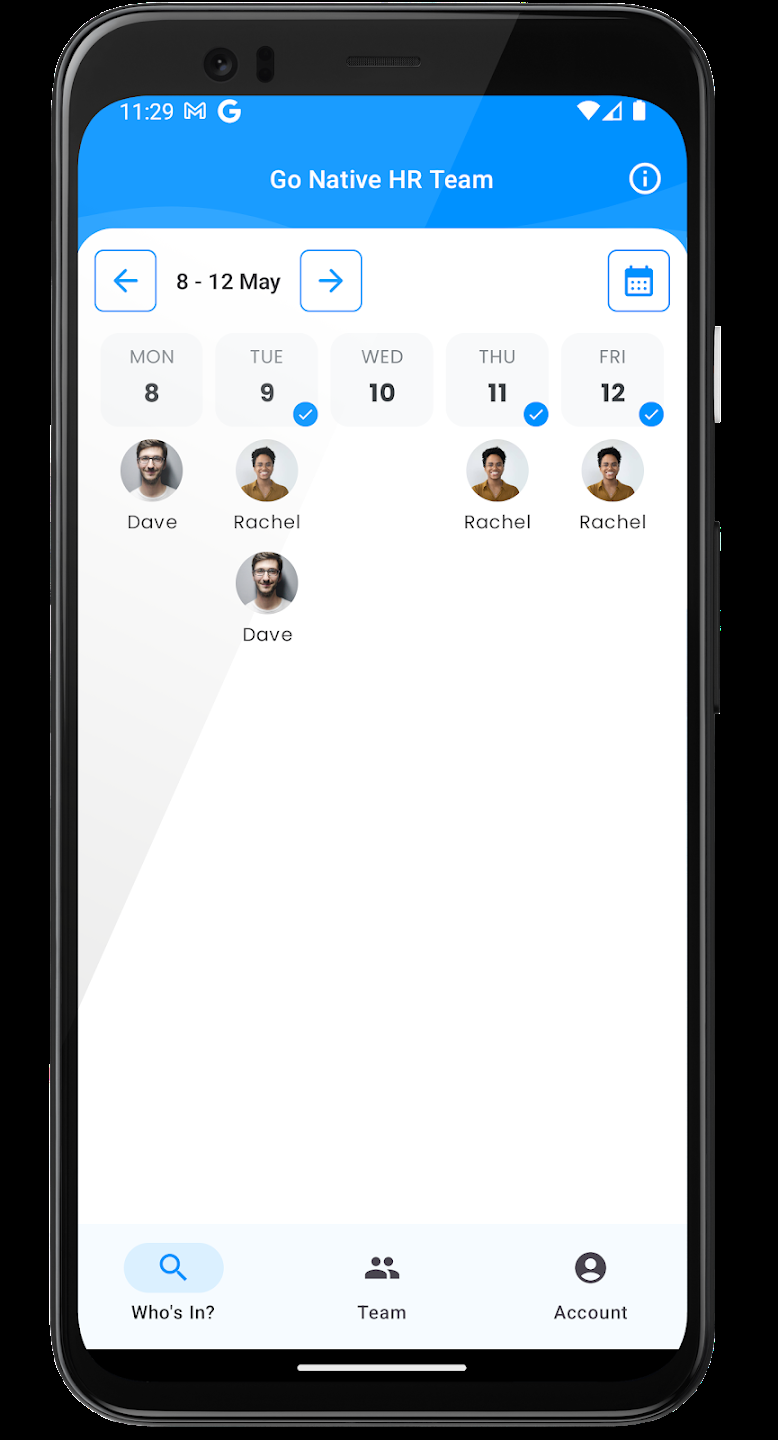 11:29
Go Native HR Team
8 - 12 May
MON TUE WED THU FRI
8 9 10 11 12
Dave Rachel Rachel Rachel
Dave
Who's In? Team Account